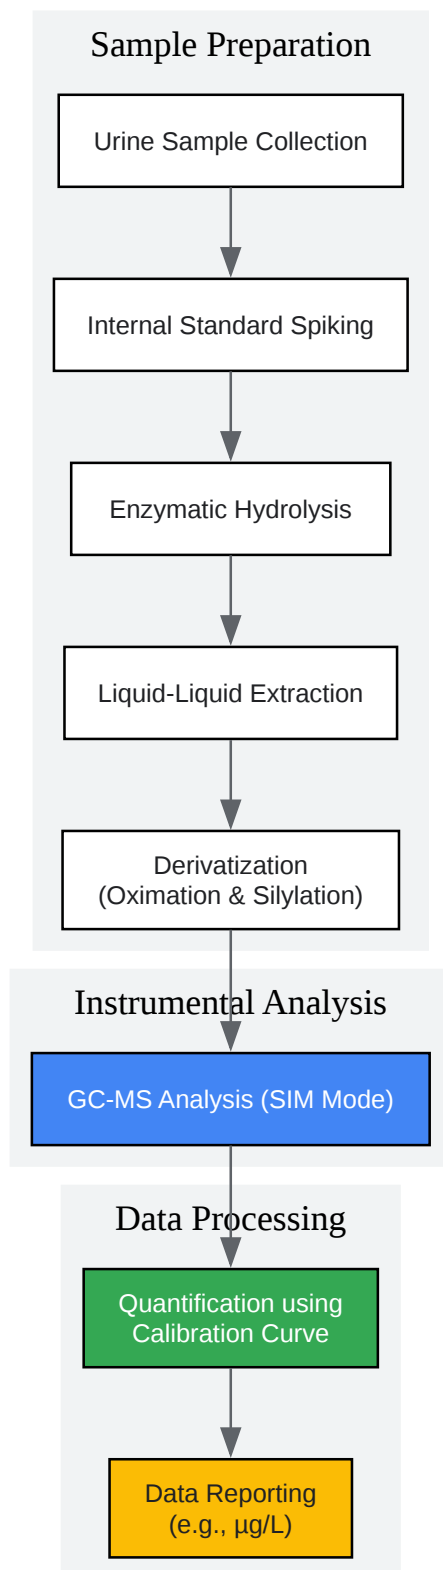 Sample Preparation
Urine Sample Collection
Internal Standard Spiking
Enzymatic Hydrolysis
Liquid-Liquid Extraction
Derivatization
(Oximation & Silylation)
Instrumental Analysis
GC-MS Analysis (SIM Mode)
Data Processing
Quantification using
Calibration Curve
Data Reporting
(e.g., µg/L)